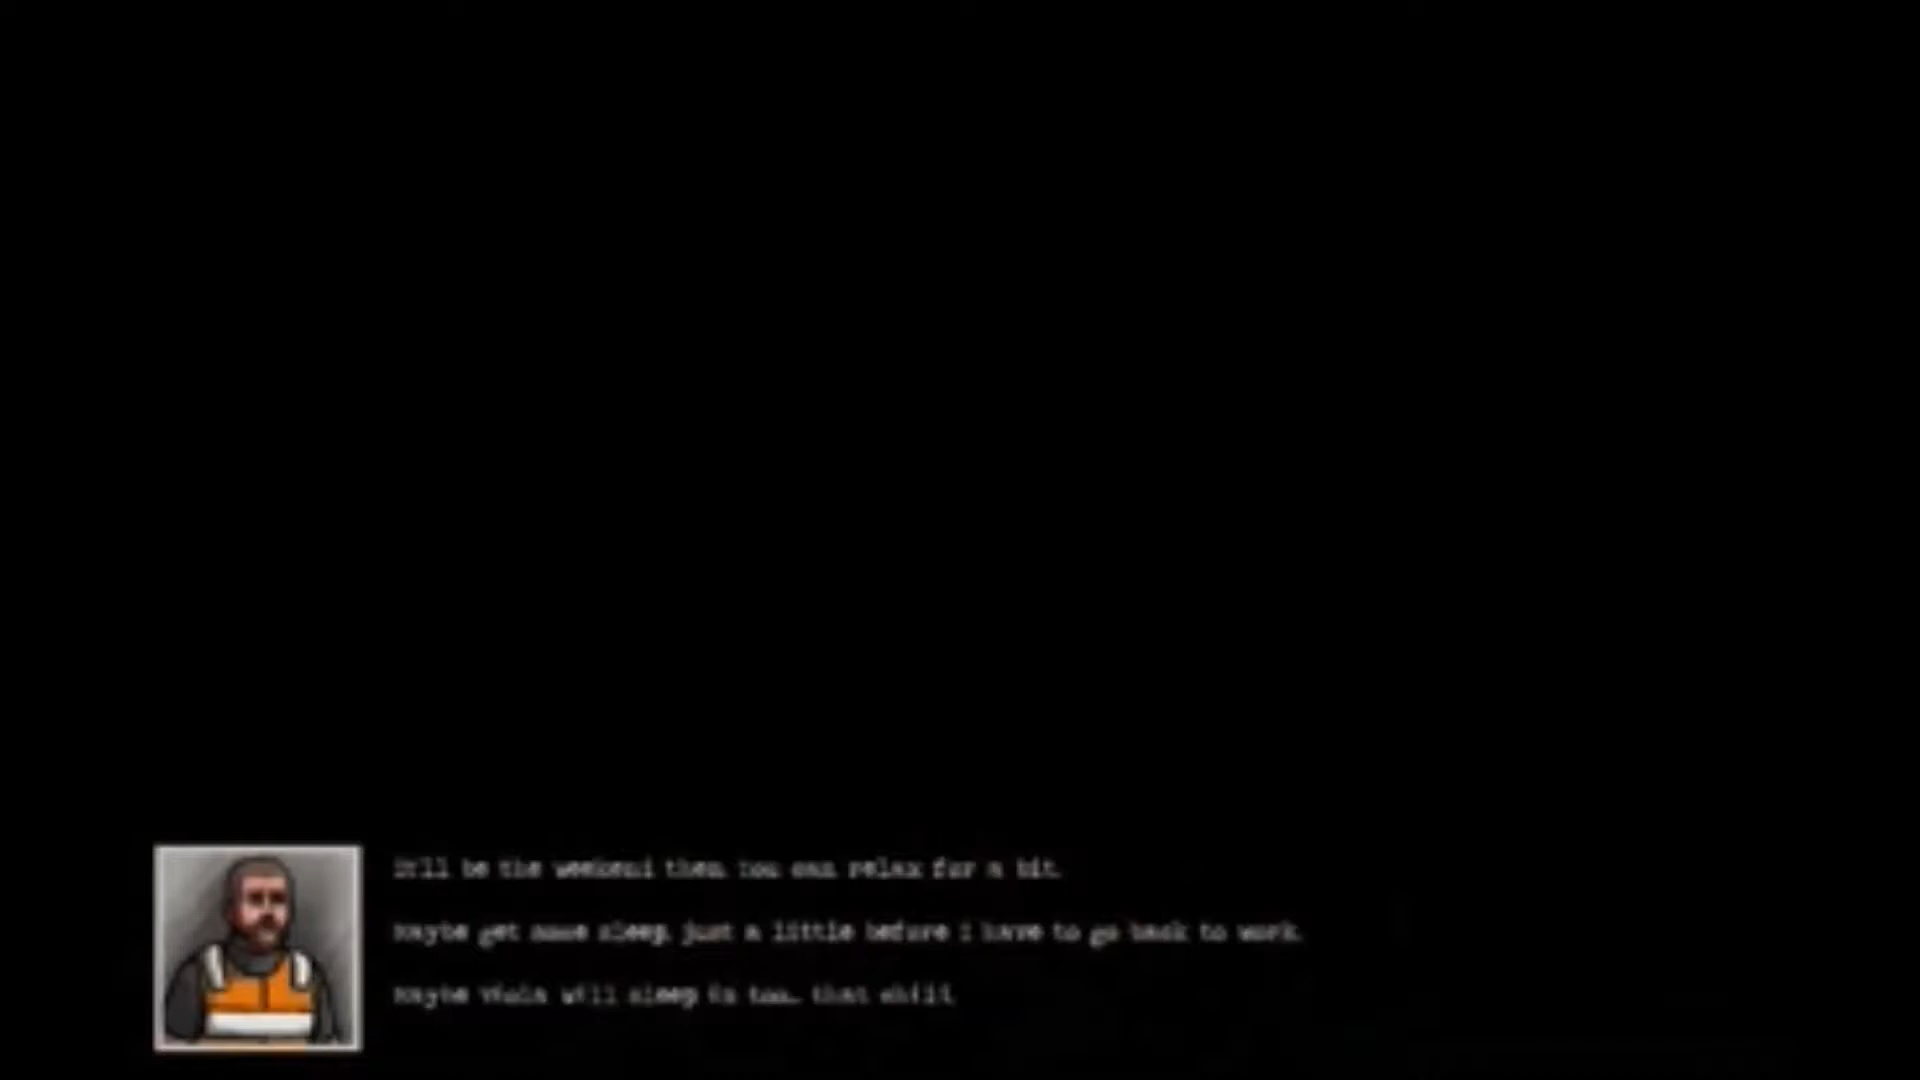 It'll be the weekend then. You can relax for a bit.
Maybe get some sleep, just a little before i have to go back to work.
Maybe will sleep in too… that